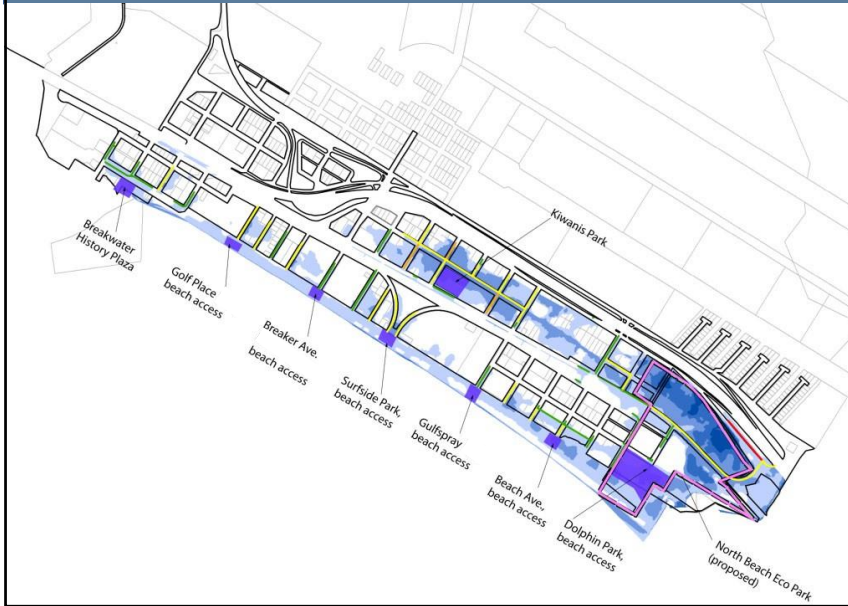 Kiwanis Park
Breakwater
History Plaza
Golf Place
beach access
Breaker Ave.
beach access
Surfside Park,
beach access
Gulfspray
beach access
Beach Ave.,
beach access
Dolphin Park,
beach access
North Beach Eco Park
(proposed)